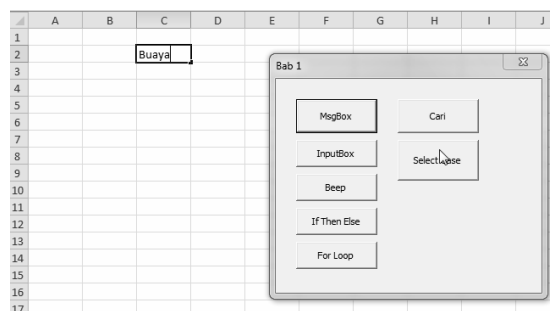 A B C D E F G H I J
1
2 Buaya
3 Bab 1
4
5
6 MsgBox Cari
7
8 InputBox Select Case
9
10 Beep
11
12 If Then Else
13
14 For Loop
15
16
17